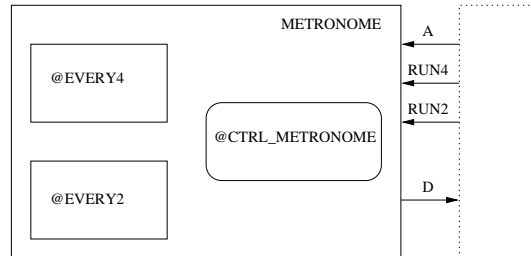 METRONOME
A
@EVERY4
RUN4
RUN2
@CTRL_METRONOME
@EVERY2
D